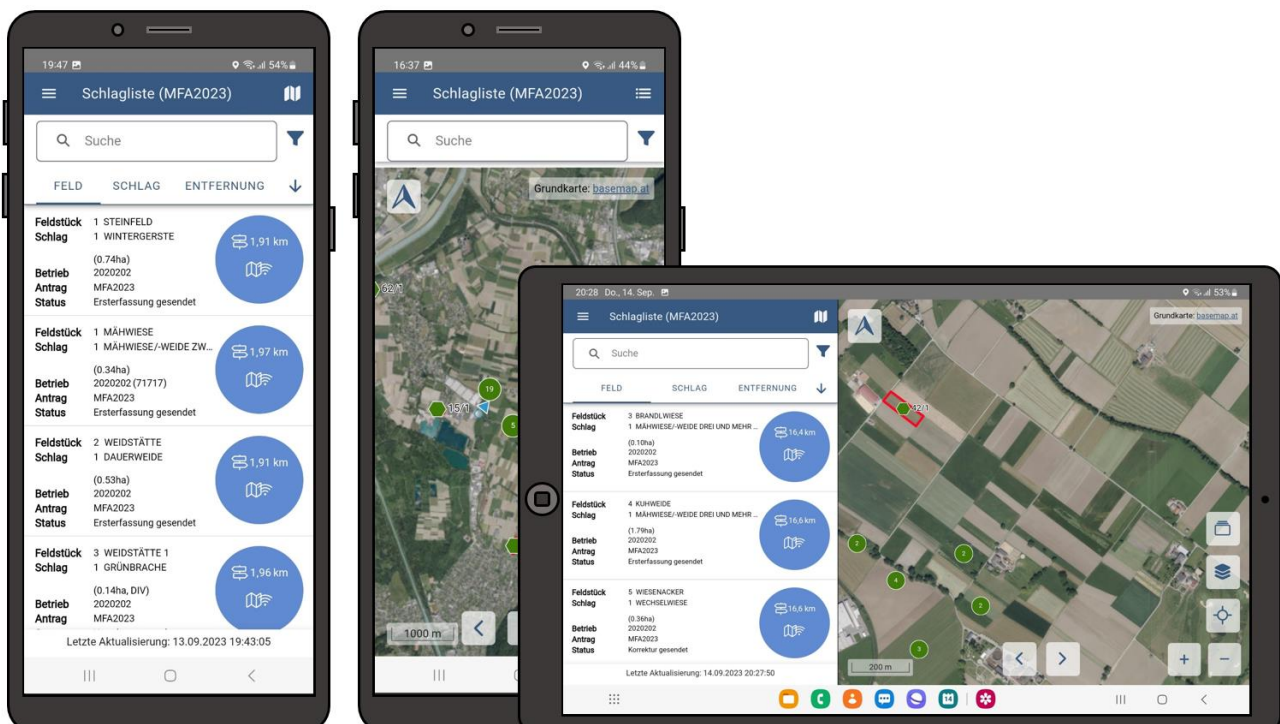 19:47
54%
Schlagliste (MFA2023)
Suche
FELD SCHLAG ENTFERNUNG
Feldstück 1 STEINFELD
Schlag 1 WINTERGERSTE
1,91 km
(0.74ha)
Betrieb 2020202
Antrag MFA2023
Status Ersterfassung gesendet
Feldstück 1 MÄHWIESE
Schlag 1 MÄHWIESE/-WEIDE ZW...
1,97 km
(0.34ha)
Betrieb 2020202 (71717)
Antrag MFA2023
Status Ersterfassung gesendet
Feldstück 2 WEIDSTÄTTE
Schlag 1 DAUERWEIDE
1,91 km
(0.53ha)
Betrieb 2020202
Antrag MFA2023
Status Ersterfassung gesendet
Feldstück 3 WEIDSTÄTTE 1
Schlag 1 GRÜNBRACHE
1,96 km
(0.14ha, DIV)
Betrieb 2020202
Antrag MFA2023
Letzte Aktualisierung: 13.09.2023 19:43:05
16:37
44%
Schlagliste (MFA2023)
Suche
Grundkarte: basemap.at
62/1
19
15/1
5
1000 m
20:28 Do., 14. Sep.
53%
Schlagliste (MFA2023)
Suche
FELD SCHLAG ENTFERNUNG
Feldstück 3 BRANDLWIESE
Schlag 1 MÄHWIESE/-WEIDE DREI UND MEHR ...
16,4 km
(0.10ha)
Betrieb 2020202
Antrag MFA2023
Status Ersterfassung gesendet
Feldstück 4 KUHWEIDE
Schlag 1 MÄHWIESE/-WEIDE DREI UND MEHR ...
16,6 km
(1.79ha)
Betrieb 2020202
Antrag MFA2023
Status Ersterfassung gesendet
Feldstück 5 WIESENACKER
Schlag 1 WECHSELWIESE
16,6 km
(0.36ha)
Betrieb 2020202
Antrag MFA2023
Status Korrektur gesendet
Letzte Aktualisierung: 14.09.2023 20:27:50
Grundkarte: basemap.at
42/1
2
2
4
2
3
200 m
+ −
14